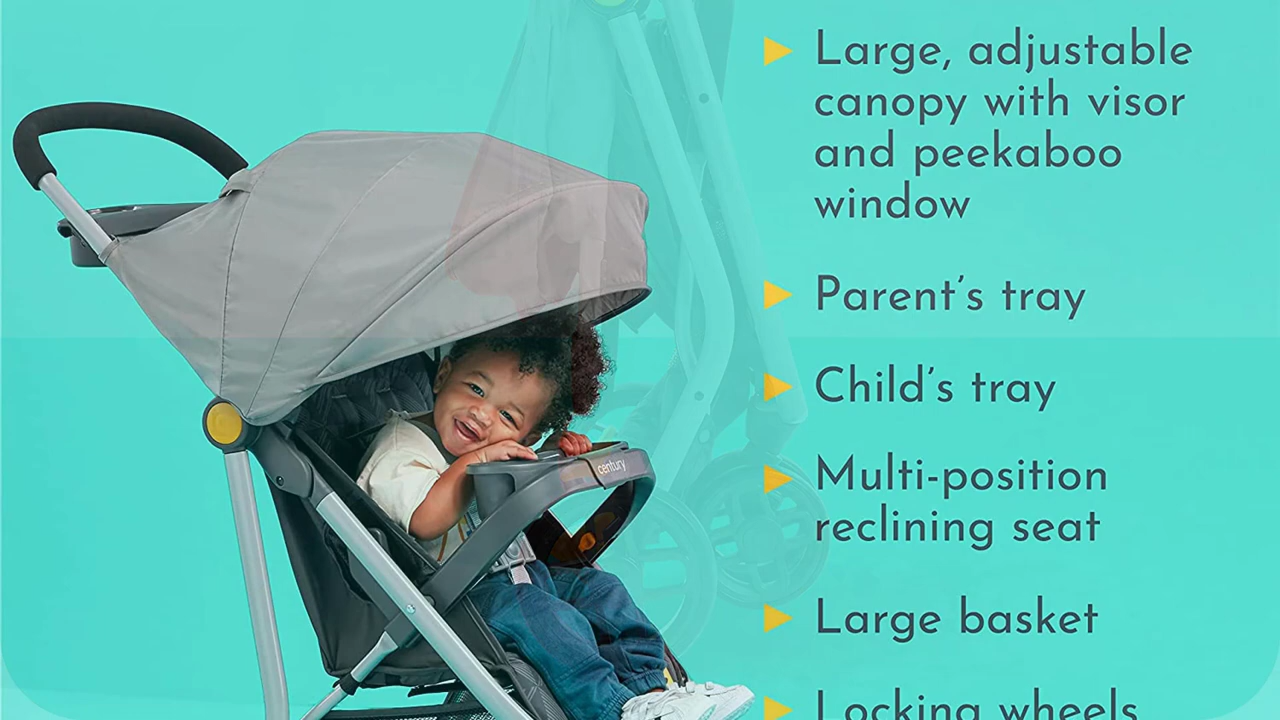 Large, adjustable
canopy with visor
and peekaboo
window
Parent's tray
Child's tray
Multi-position
reclining seat
Large basket
Locking wheels
century